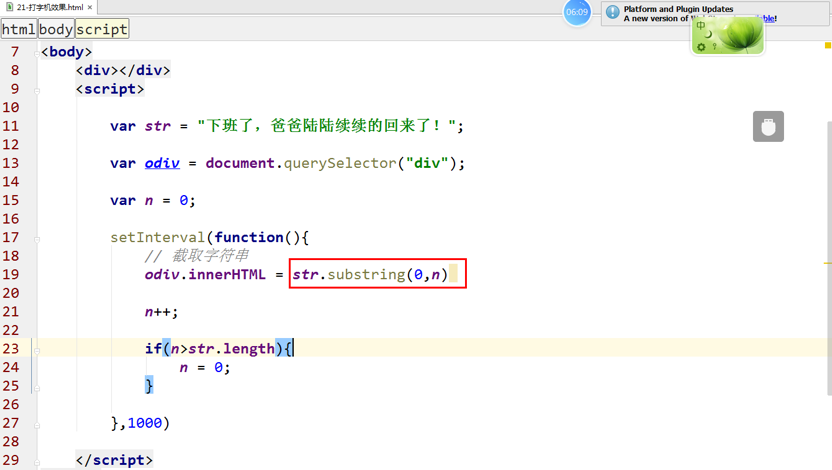 21-打字机效果.html ×
06:09
Platform and Plugin Updates
A new version of
中
html body script
7 <body>
8 <div></div>
9 <script>
10
11 var str = "下班了，爸爸陆陆续续的回来了！";
12
13 var odiv = document.querySelector("div");
14
15 var n = 0;
16
17 setInterval(function(){
18 // 截取字符串
19 odiv.innerHTML = str.substring(0,n)
20
21 n++;
22
23 if(n>str.length){
24 n = 0;
25 }
26
27 },1000)
28
29 </script>